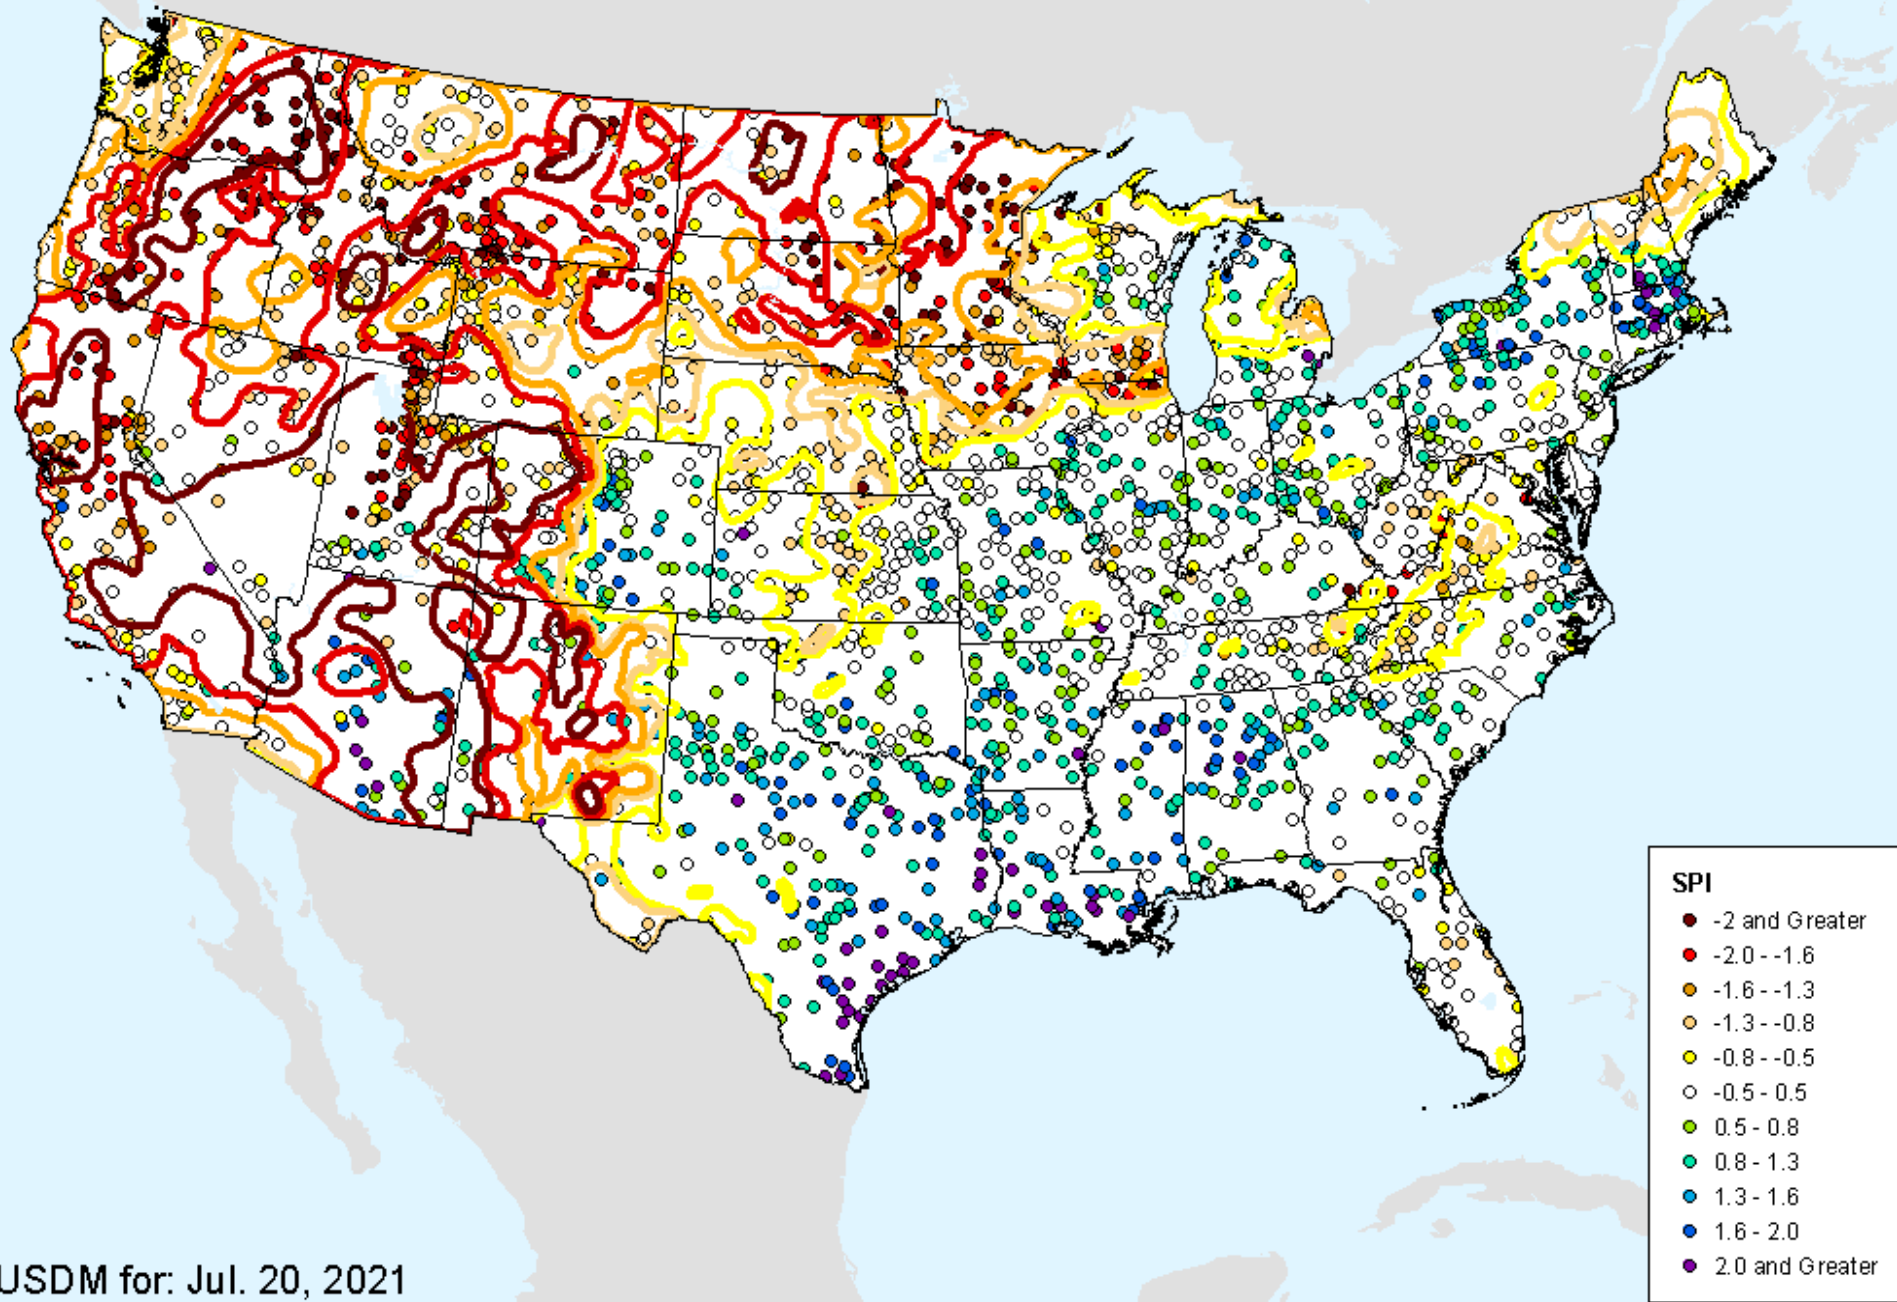 SPI
-2 and Greater
-2.0 - -1.6
-1.6 - -1.3
-1.3 - -0.8
-0.8 - -0.5
-0.5 - 0.5
0.5 - 0.8
0.8 - 1.3
1.3 - 1.6
1.6 - 2.0
2.0 and Greater
USDM for: Jul. 20, 2021